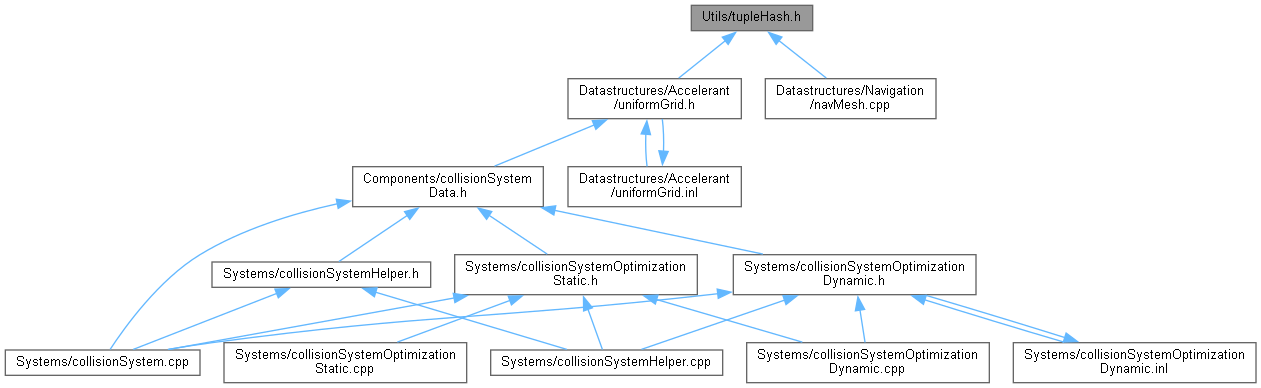 Utils/tupleHash.h
Datastructures/Accelerant
/uniformGrid.h
Datastructures/Navigation
/navMesh.cpp
Components/collisionSystem
Data.h
Datastructures/Accelerant
/uniformGrid.inl
Systems/collisionSystemHelper.h
Systems/collisionSystemOptimization
Static.h
Systems/collisionSystemOptimization
Dynamic.h
Systems/collisionSystem.cpp
Systems/collisionSystemOptimization
Static.cpp
Systems/collisionSystemHelper.cpp
Systems/collisionSystemOptimization
Dynamic.cpp
Systems/collisionSystemOptimization
Dynamic.inl